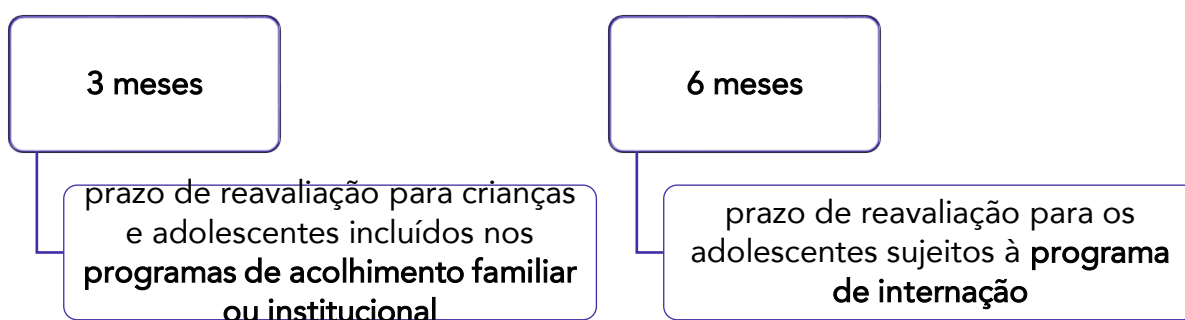 3 meses
prazo de reavaliação para crianças
e adolescentes incluídos nos
programas de acolhimento familiar
ou institucional
6 meses
prazo de reavaliação para os
adolescentes sujeitos à programa
de internação